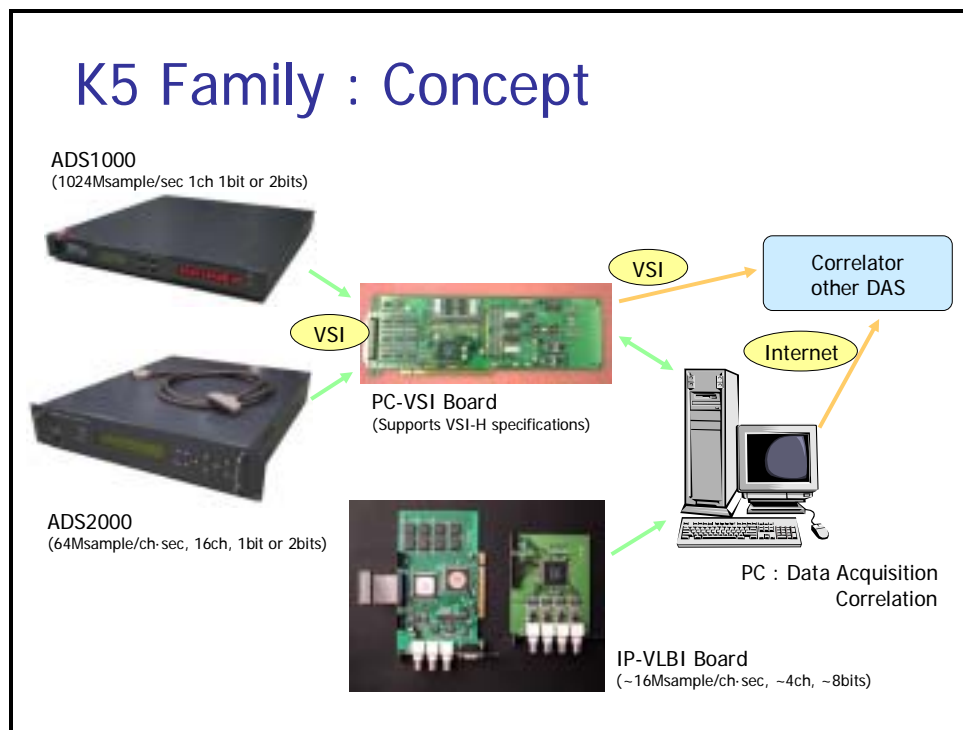 K5 Family : Concept
ADS1000
(1024Msample/sec 1ch 1bit or 2bits)
VSI
Correlator
other DAS
VSI
Internet
PC-VSI Board
(Supports VSI-H specifications)
ADS2000
(64Msample/ch·sec, 16ch, 1bit or 2bits)
PC : Data Acquisition
Correlation
IP-VLBI Board
(~16Msample/ch·sec, ~4ch, ~8bits)